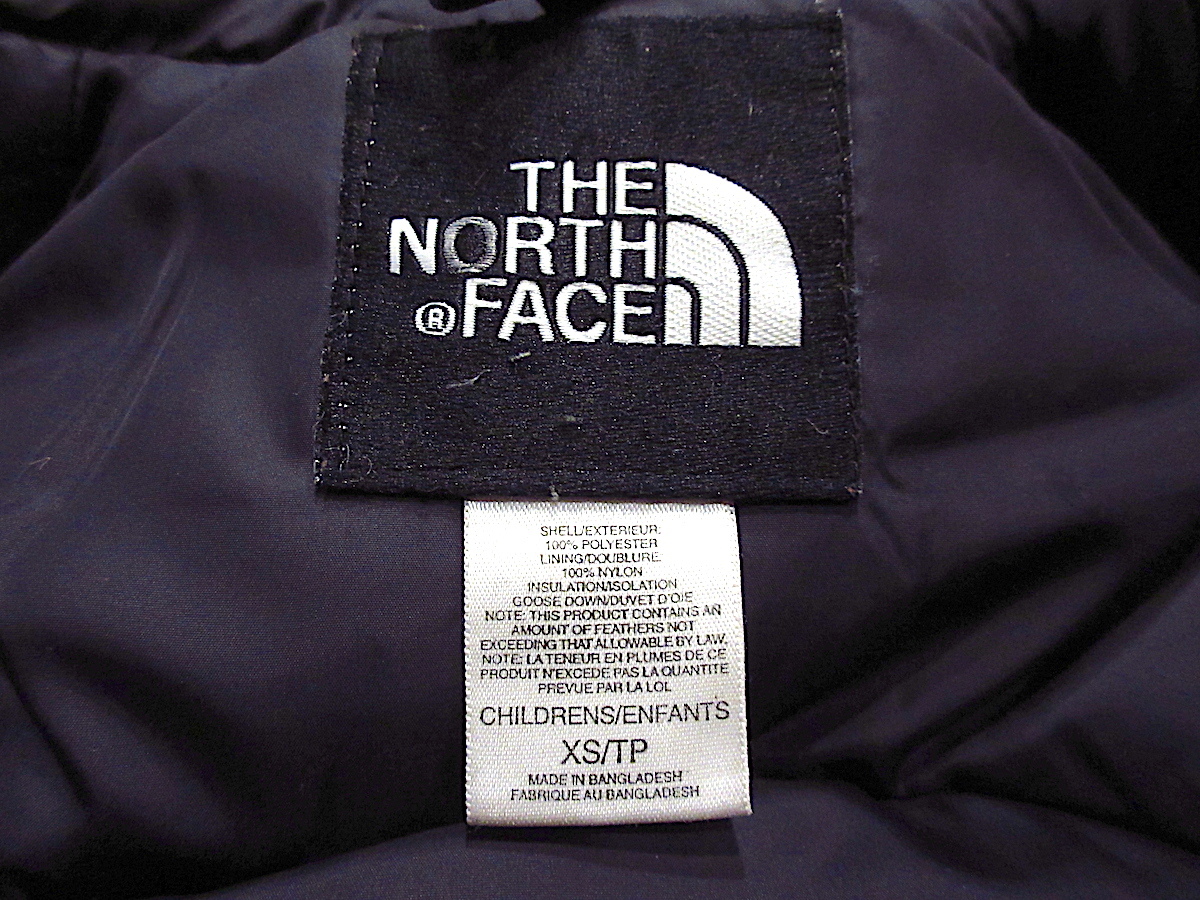 THE
NORTH
® FACE
SHELL/EXTERIEUR:
100% POLYESTER
LINING/DOUBLURE:
100% NYLON
INSULATION/ISOLATION
GOOSE DOWN/DUVET D'OIE
NOTE: THIS PRODUCT CONTAINS AN
AMOUNT OF FEATHERS NOT
EXCEEDING THAT ALLOWABLE BY LAW.
NOTE: LA TENEUR EN PLUMES DE CE
PRODUIT N'EXCEDE PAS LA QUANTITE
PREVUE PAR LA LOL
CHILDRENS/ENFANTS
XS/TP
MADE IN BANGLADESH
FABRIQUE AU BANGLADESH